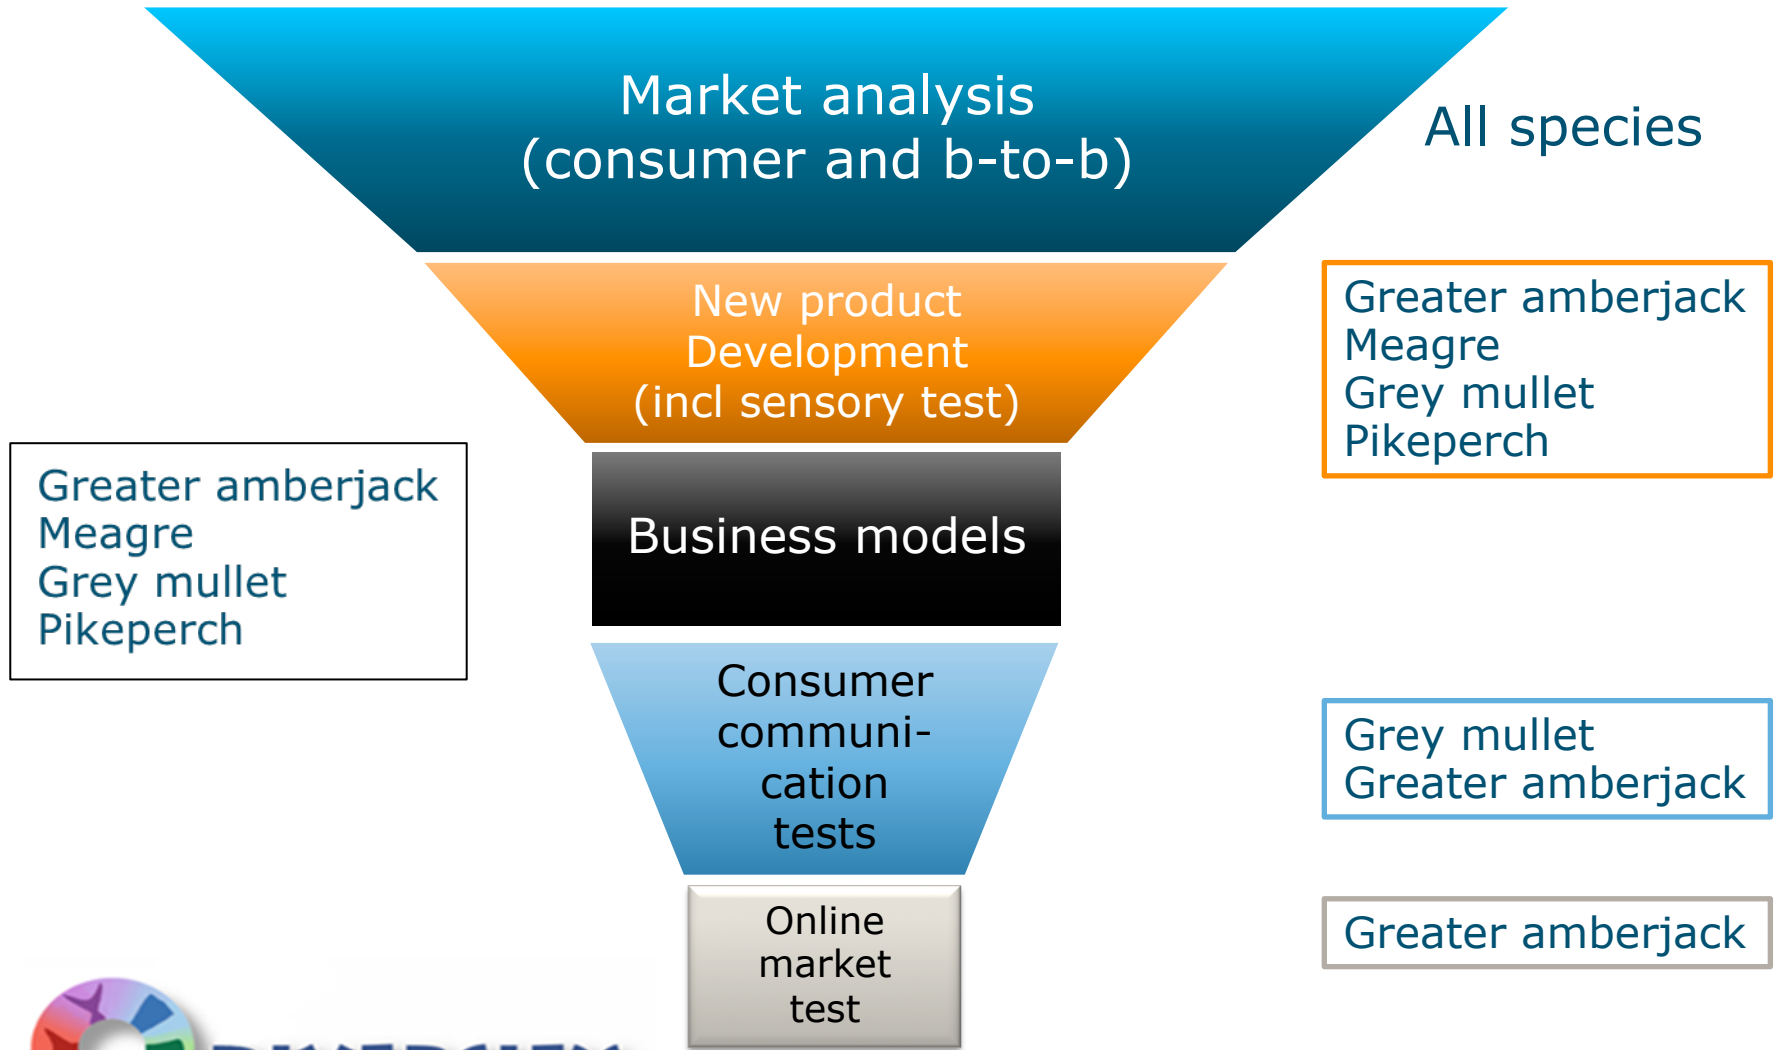 Market analysis
(consumer and b-to-b)
All species
New product
Development
(incl sensory test)
Greater amberjack
Meagre
Grey mullet
Pikeperch
Greater amberjack
Meagre
Grey mullet
Pikeperch
Business models
Consumer
communi-
cation
tests
Grey mullet
Greater amberjack
Online
market
test
Greater amberjack